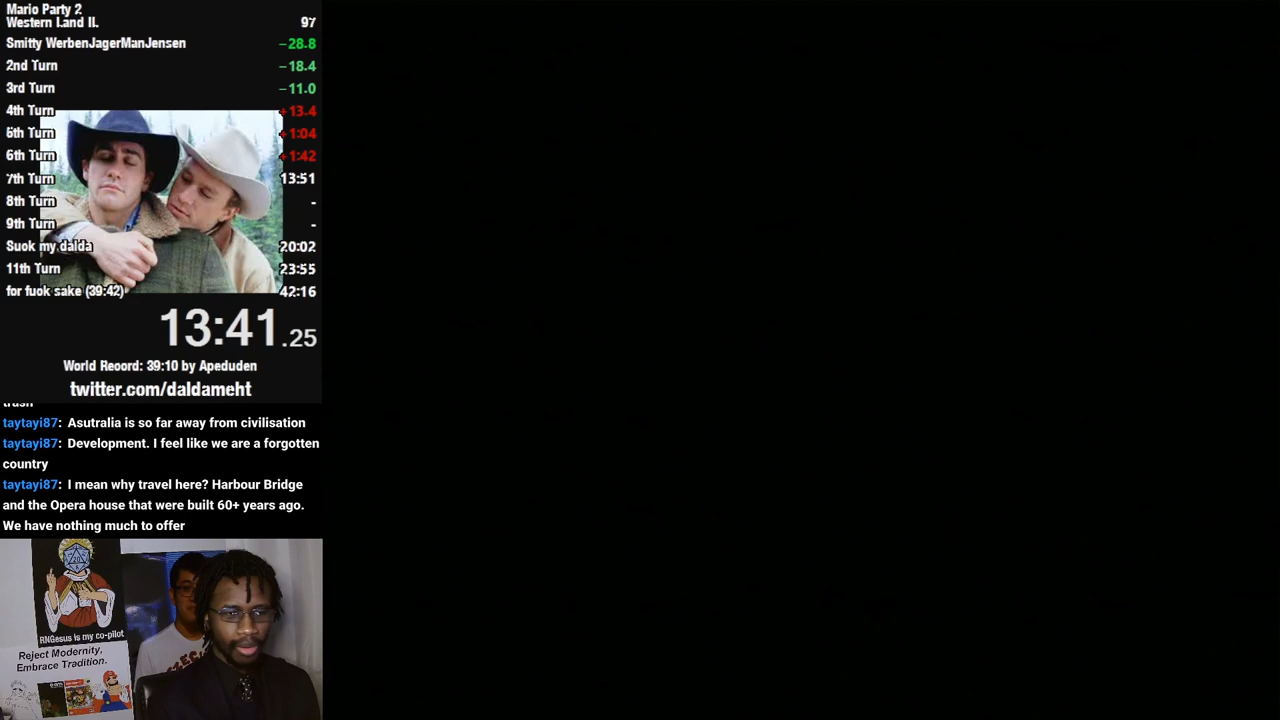 Mario Party 2
Western Land II. 97
Smitty WerbenJagerManJensen -28.8
2nd Turn -18.4
3rd Turn -11.0
4th Turn +13.4
5th Turn +1:04
6th Turn +1:42
7th Turn 13:51
8th Turn -
9th Turn -
Suok my dalda 20:02
11th Turn 23:55
for fuok sake (39:42) 42:16
13:41.25
World Reoord: 39:10 by Apeduden
twitter.com/daldameht
trash
taytayi87: Asutralia is so far away from civilisation
taytayi87: Development. I feel like we are a forgotten
country
taytayi87: I mean why travel here? Harbour Bridge
and the Opera house that were built 60+ years ago.
We have nothing much to offer
RNGesus is my co-pilot
Reject Modernity,
Embrace Tradition.